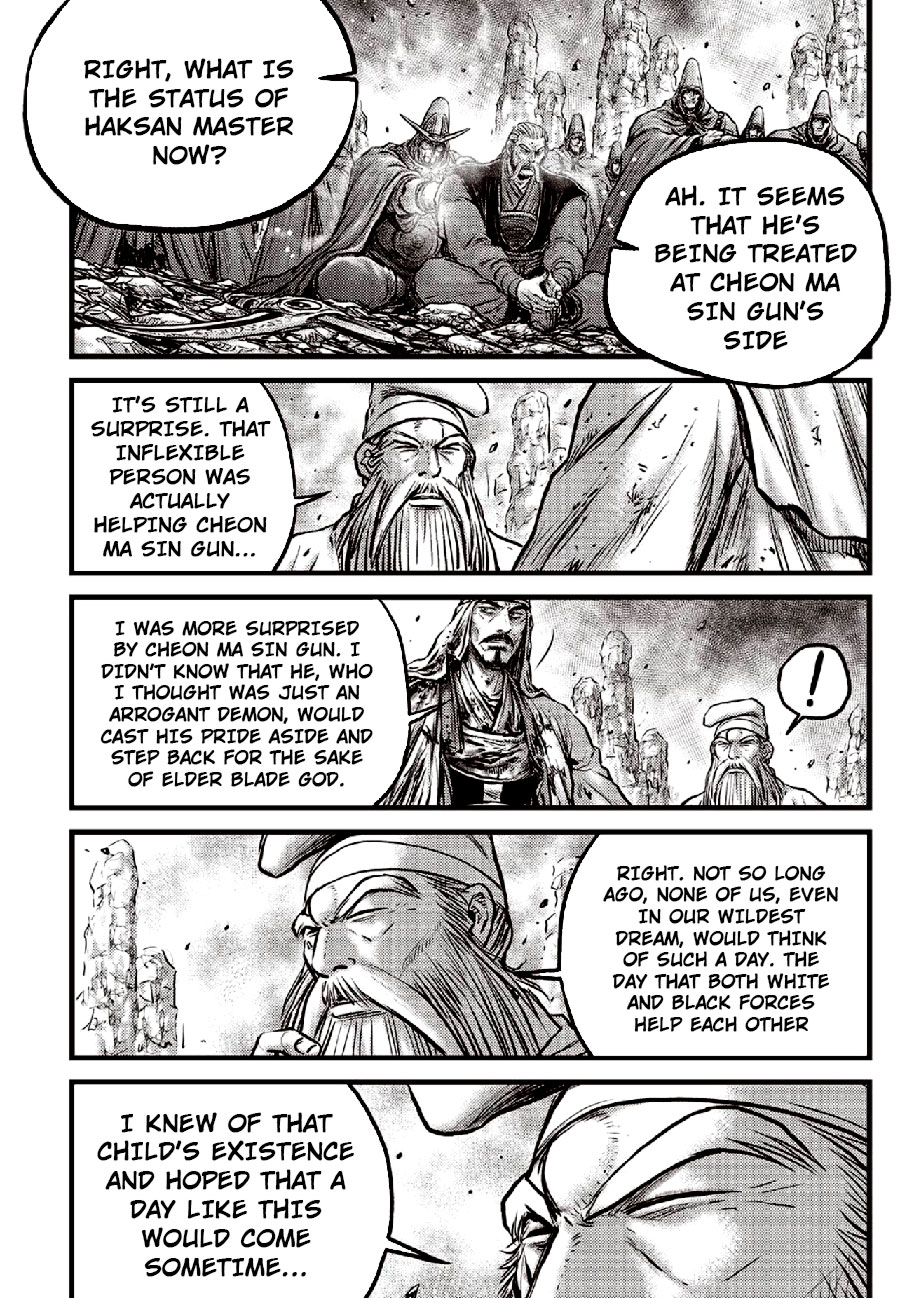 RIGHT, WHAT IS
THE STATUS OF
HAKSAN MASTER
NOW?
AH. IT SEEMS
THAT HE'S
BEING TREATED
AT CHEON MA
SIN GUN'S
SIDE
IT'S STILL A
SURPRISE. THAT
INFLEXIBLE
PERSON WAS
ACTUALLY
HELPING CHEON
MA SIN GUN...
I WAS MORE SURPRISED
BY CHEON MA SIN GUN. I
DIDN'T KNOW THAT HE, WHO
I THOUGHT WAS JUST AN
ARROGANT DEMON, WOULD
CAST HIS PRIDE ASIDE AND
STEP BACK FOR THE SAKE
OF ELDER BLADE GOD.
!
RIGHT. NOT SO LONG
AGO, NONE OF US, EVEN
IN OUR WILDEST
DREAM, WOULD THINK
OF SUCH A DAY. THE
DAY THAT BOTH WHITE
AND BLACK FORCES
HELP EACH OTHER
I KNEW OF THAT
CHILD'S EXISTENCE
AND HOPED THAT A
DAY LIKE THIS
WOULD COME
SOMETIME...